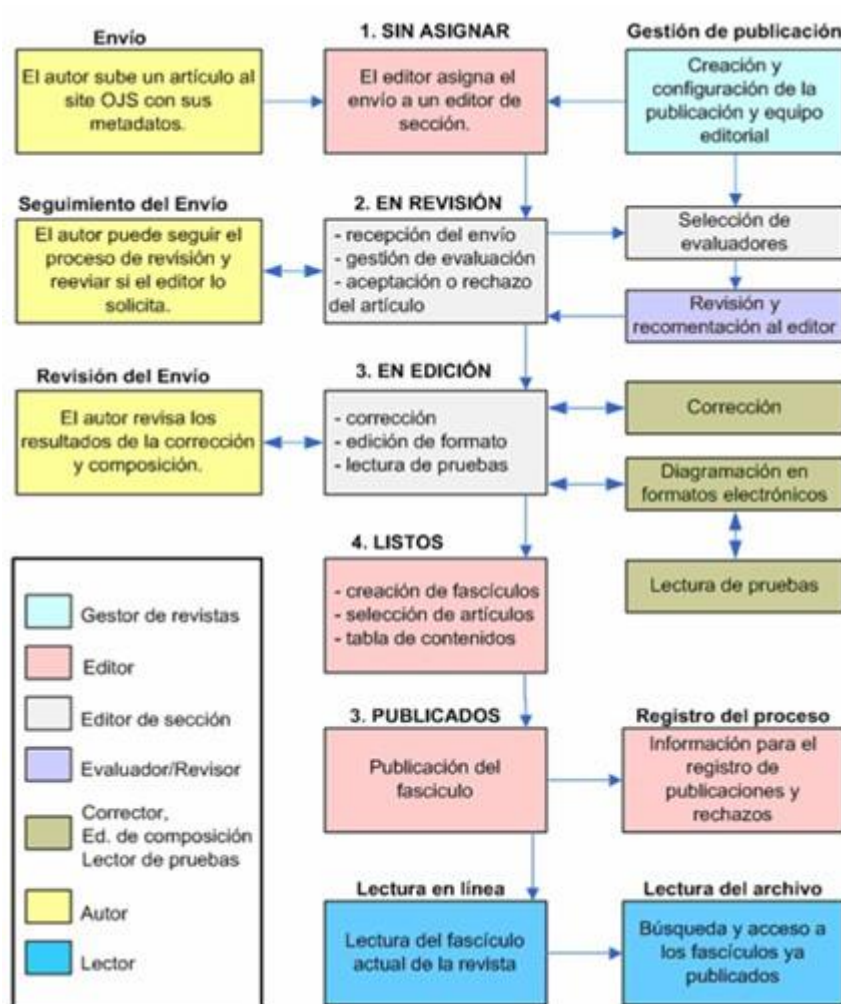 Envío
El autor sube un artículo al
site OJS con sus
metadatos.
1. SIN ASIGNAR
El editor asigna el
envío a un editor de
sección.
Gestión de publicación
Creación y
configuración de la
publicación y equipo
editorial
Seguimiento del Envío
El autor puede seguir el
proceso de revisión y
reeviar si el editor lo
solicita.
2. EN REVISIÓN
- recepción del envío
- gestión de evaluación
- aceptación o rechazo
del artículo
Selección de
evaluadores
Revisión y
recomentación al editor
Revisión del Envío
El autor revisa los
resultados de la corrección
y composición.
3. EN EDICIÓN
- corrección
- edición de formato
- lectura de pruebas
Corrección
Diagramación en
formatos electrónicos
Lectura de pruebas
4. LISTOS
- creación de fascículos
- selección de artículos
- tabla de contenidos
3. PUBLICADOS
Publicación del
fasciculo
Registro del proceso
Información para el
registro de
publicaciones y
rechazos
Lectura en línea
Lectura del fascículo
actual de la revista
Lectura del archivo
Búsqueda y acceso a
los fascículos ya
publicados
Gestor de revistas
Editor
Editor de sección
Evaluador/Revisor
Corrector,
Ed. de composición
Lector de pruebas
Autor
Lector